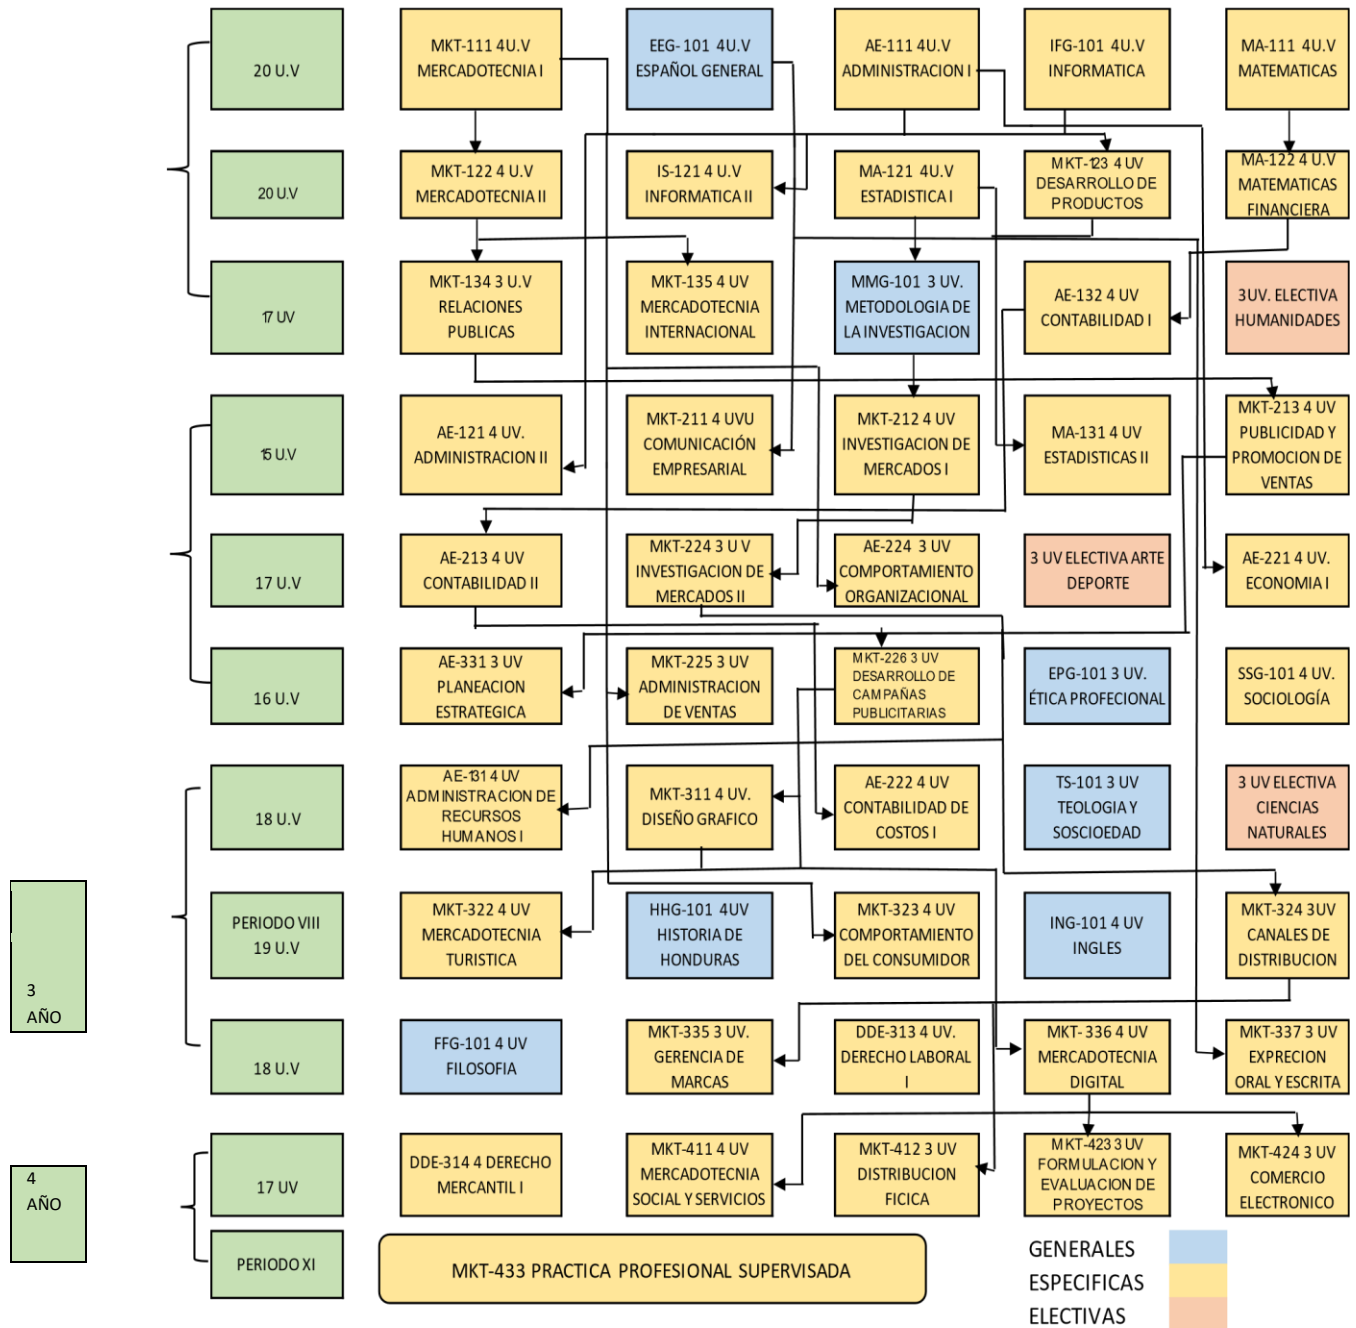 20 U.V
MKT-111 4U.V
MERCADOTECNIA I
EEG- 101 4U.V
ESPAÑOL GENERAL
AE-111 4U.V
ADMINISTRACION I
IFG-101 4U.V
INFORMATICA
MA-111 4U.V
MATEMATICAS
20 U.V
MKT-122 4 U.V
MERCADOTECNIA II
IS-121 4 U.V
INFORMATICA II
MA-121 4U.V
ESTADISTICA I
MKT-123 4 UV
DESARROLLO DE
PRODUCTOS
MA-122 4 U.V
MATEMATICAS
FINANCIERA
17 UV
MKT-134 3 U.V
RELACIONES
PUBLICAS
MKT-135 4 UV
MERCADOTECNIA
INTERNACIONAL
MMG-101 3 UV.
METODOLOGIA DE
LA INVESTIGACION
AE-132 4 UV
CONTABILIDAD I
3UV. ELECTIVA
HUMANIDADES
15 U.V
AE-121 4 UV.
ADMINISTRACION II
MKT-211 4 UVU
COMUNICACIÓN
EMPRESARIAL
MKT-212 4 UV
INVESTIGACION DE
MERCADOS I
MA-131 4 UV
ESTADISTICAS II
MKT-213 4 UV
PUBLICIDAD Y
PROMOCION DE
VENTAS
17 U.V
AE-213 4 UV
CONTABILIDAD II
MKT-224 3 U V
INVESTIGACION DE
MERCADOS II
AE-224 3 UV
COMPORTAMIENTO
ORGANIZACIONAL
3 UV ELECTIVA ARTE
DEPORTE
AE-221 4 UV.
ECONOMIA I
16 U.V
AE-331 3 UV
PLANEACION
ESTRATEGICA
MKT-225 3 UV
ADMINISTRACION
DE VENTAS
MKT-226 3 UV
DESARROLLO DE
CAMPAÑAS
PUBLICITARIAS
EPG-101 3 UV.
ÉTICA PROFECIONAL
SSG-101 4 UV.
SOCIOLOGÍA
18 U.V
AE-131 4 UV
ADMINISTRACION DE
RECURSOS
HUMANOS I
MKT-311 4 UV.
DISEÑO GRAFICO
AE-222 4 UV
CONTABILIDAD DE
COSTOS I
TS-101 3 UV
TEOLOGIA Y
SOSCIOEDAD
3 UV ELECTIVA
CIENCIAS
NATURALES
3
AÑO
PERIODO VIII
19 U.V
MKT-322 4 UV
MERCADOTECNIA
TURISTICA
HHG-101 4UV
HISTORIA DE
HONDURAS
MKT-323 4 UV
COMPORTAMIENTO
DEL CONSUMIDOR
ING-101 4 UV
INGLES
MKT-324 3UV
CANALES DE
DISTRIBUCION
18 U.V
FFG-101 4 UV
FILOSOFIA
MKT-335 3 UV.
GERENCIA DE
MARCAS
DDE-313 4 UV.
DERECHO LABORAL
I
MKT- 336 4 UV
MERCADOTECNIA
DIGITAL
MKT-337 3 UV
EXPRECION
ORAL Y ESCRITA
4
AÑO
17 UV
DDE-314 4 DERECHO
MERCANTIL I
MKT-411 4 UV
MERCADOTECNIA
SOCIAL Y SERVICIOS
MKT-412 3 UV
DISTRIBUCION
FICICA
MKT-423 3 UV
FORMULACION Y
EVALUACION DE
PROYECTOS
MKT-424 3 UV
COMERCIO
ELECTRONICO
PERIODO XI
MKT-433 PRACTICA PROFESIONAL SUPERVISADA
GENERALES
ESPECIFICAS
ELECTIVAS